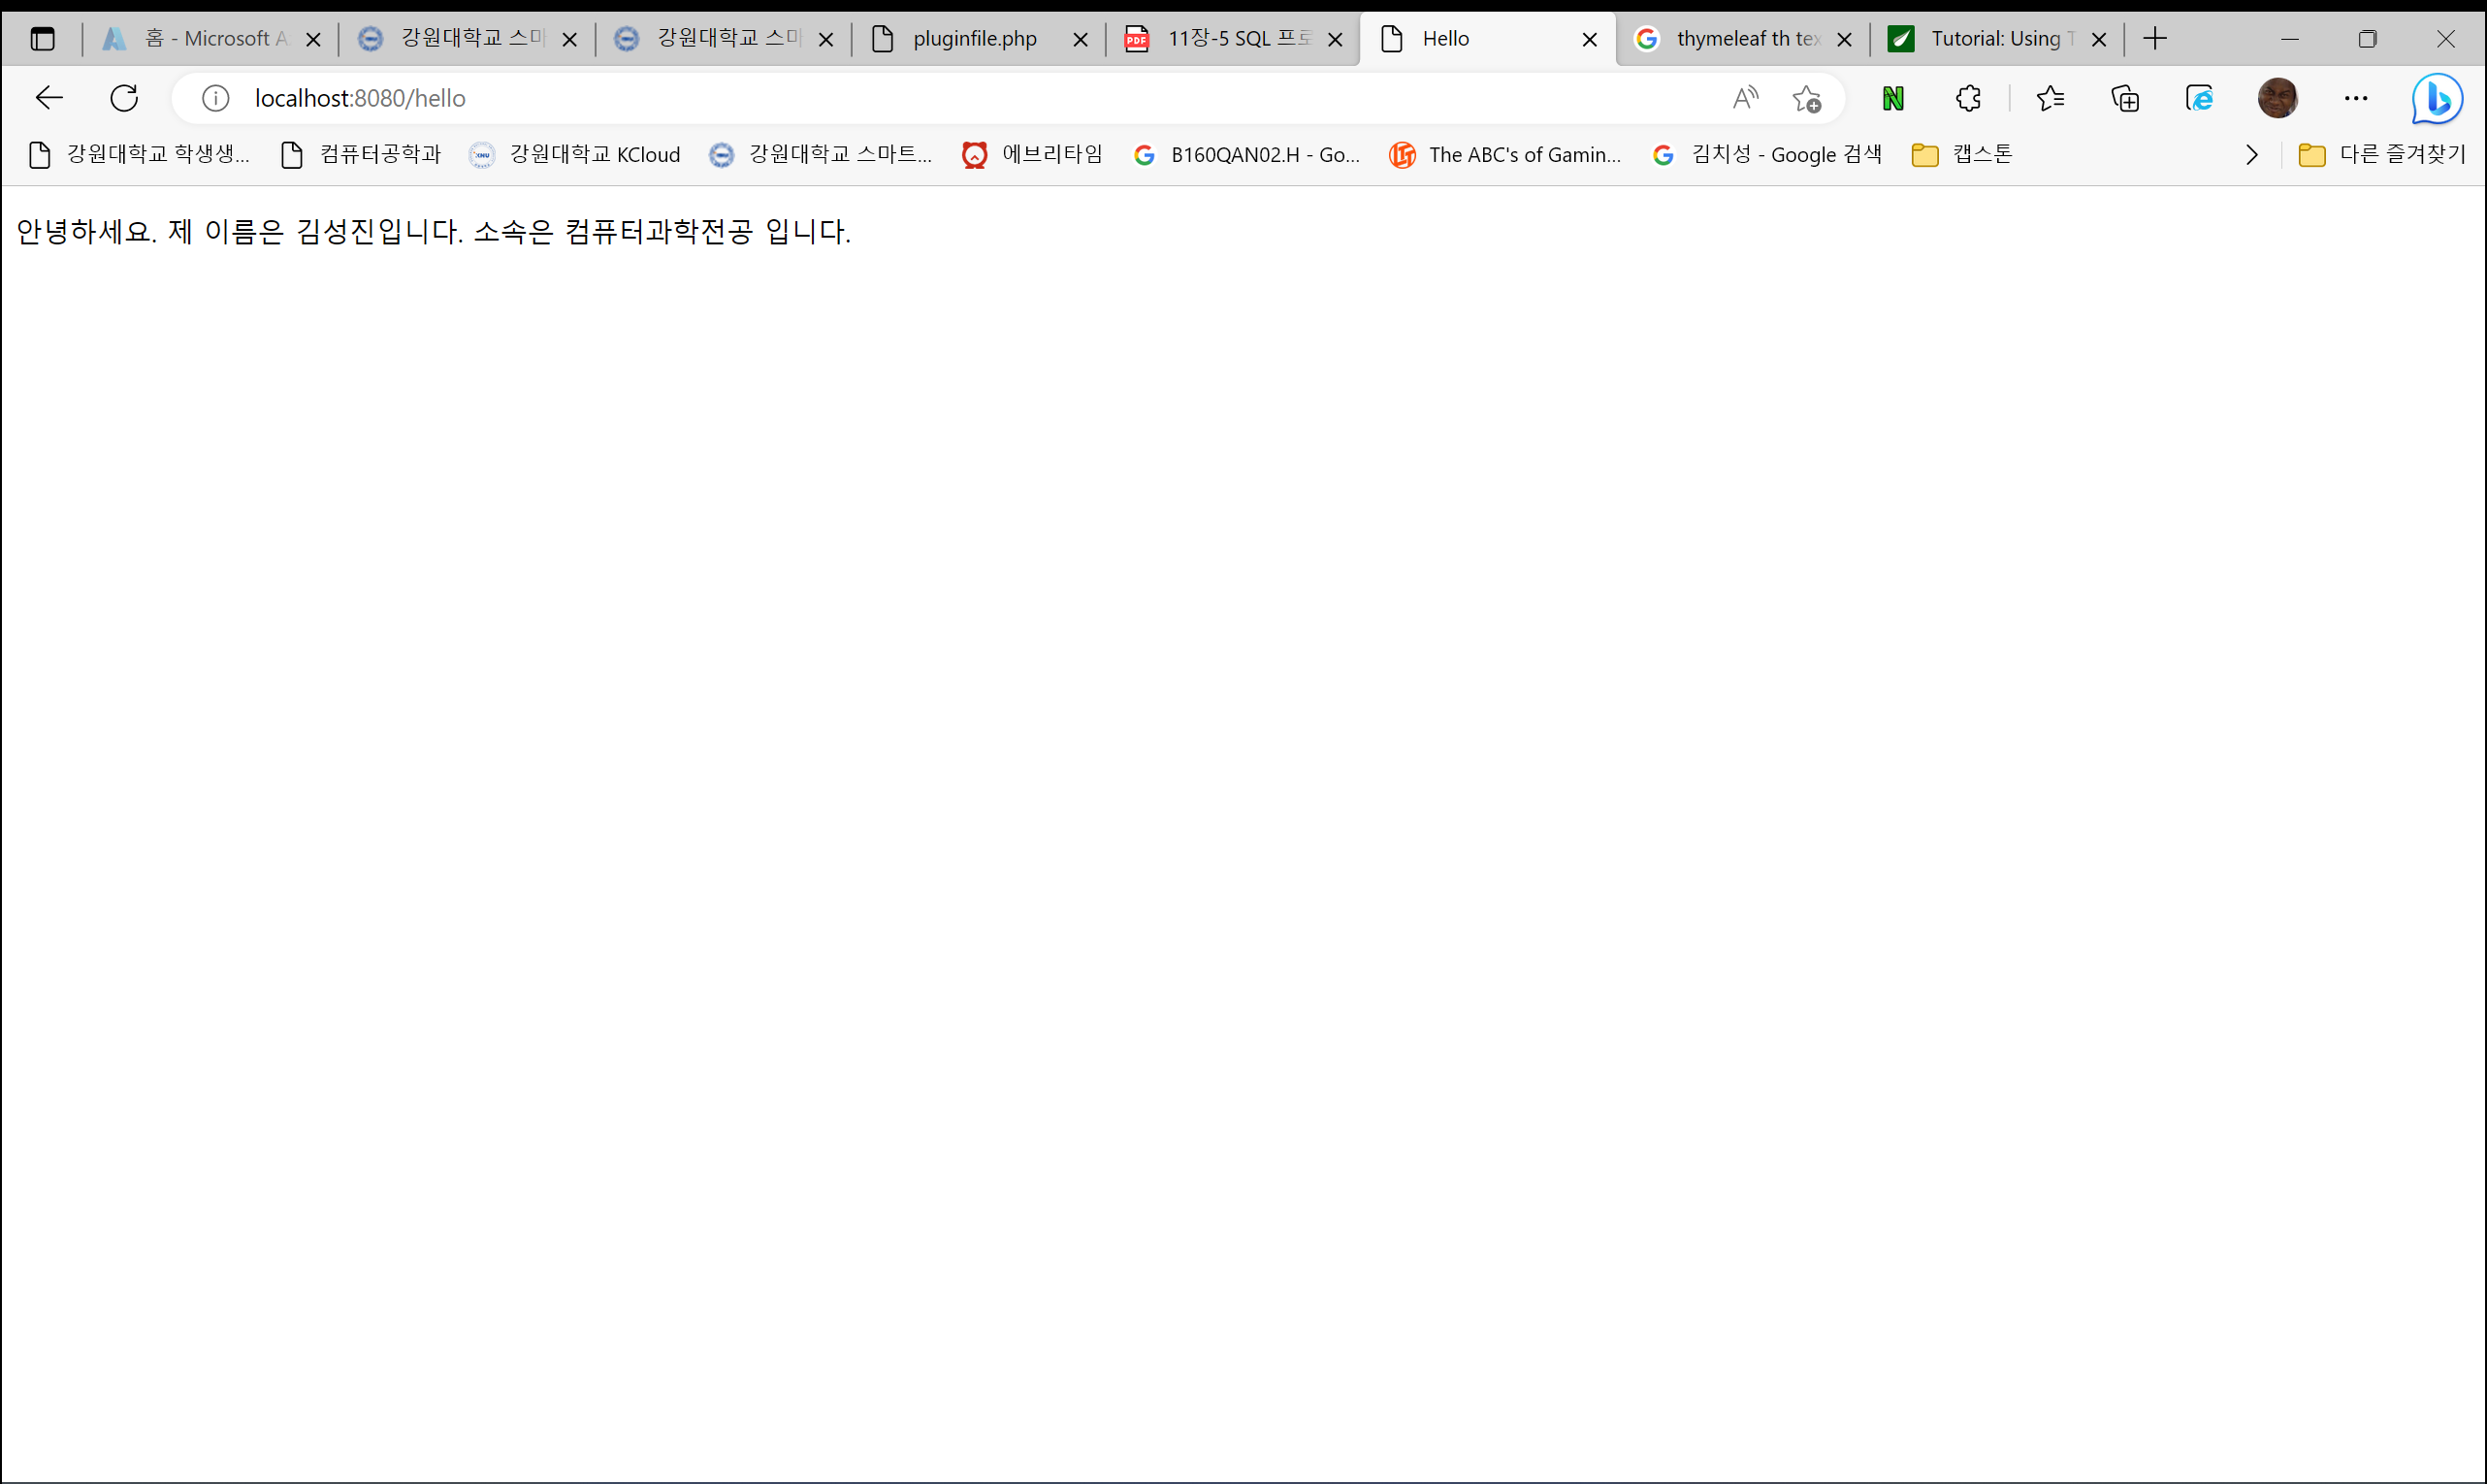 홈 - Microsoft A
강원대학교 스마
강원대학교 스마
pluginfile.php
11장-5 SQL 프로
Hello
thymeleaf th tex
Tutorial: Using T
localhost:8080/hello
강원대학교 학생생...
컴퓨터공학과
강원대학교 KCloud
강원대학교 스마트...
에브리타임
B160QAN02.H - Go...
The ABC's of Gamin...
김치성 - Google 검색
캡스톤
다른 즐겨찾기
안녕하세요. 제 이름은 김성진입니다. 소속은 컴퓨터과학전공 입니다.